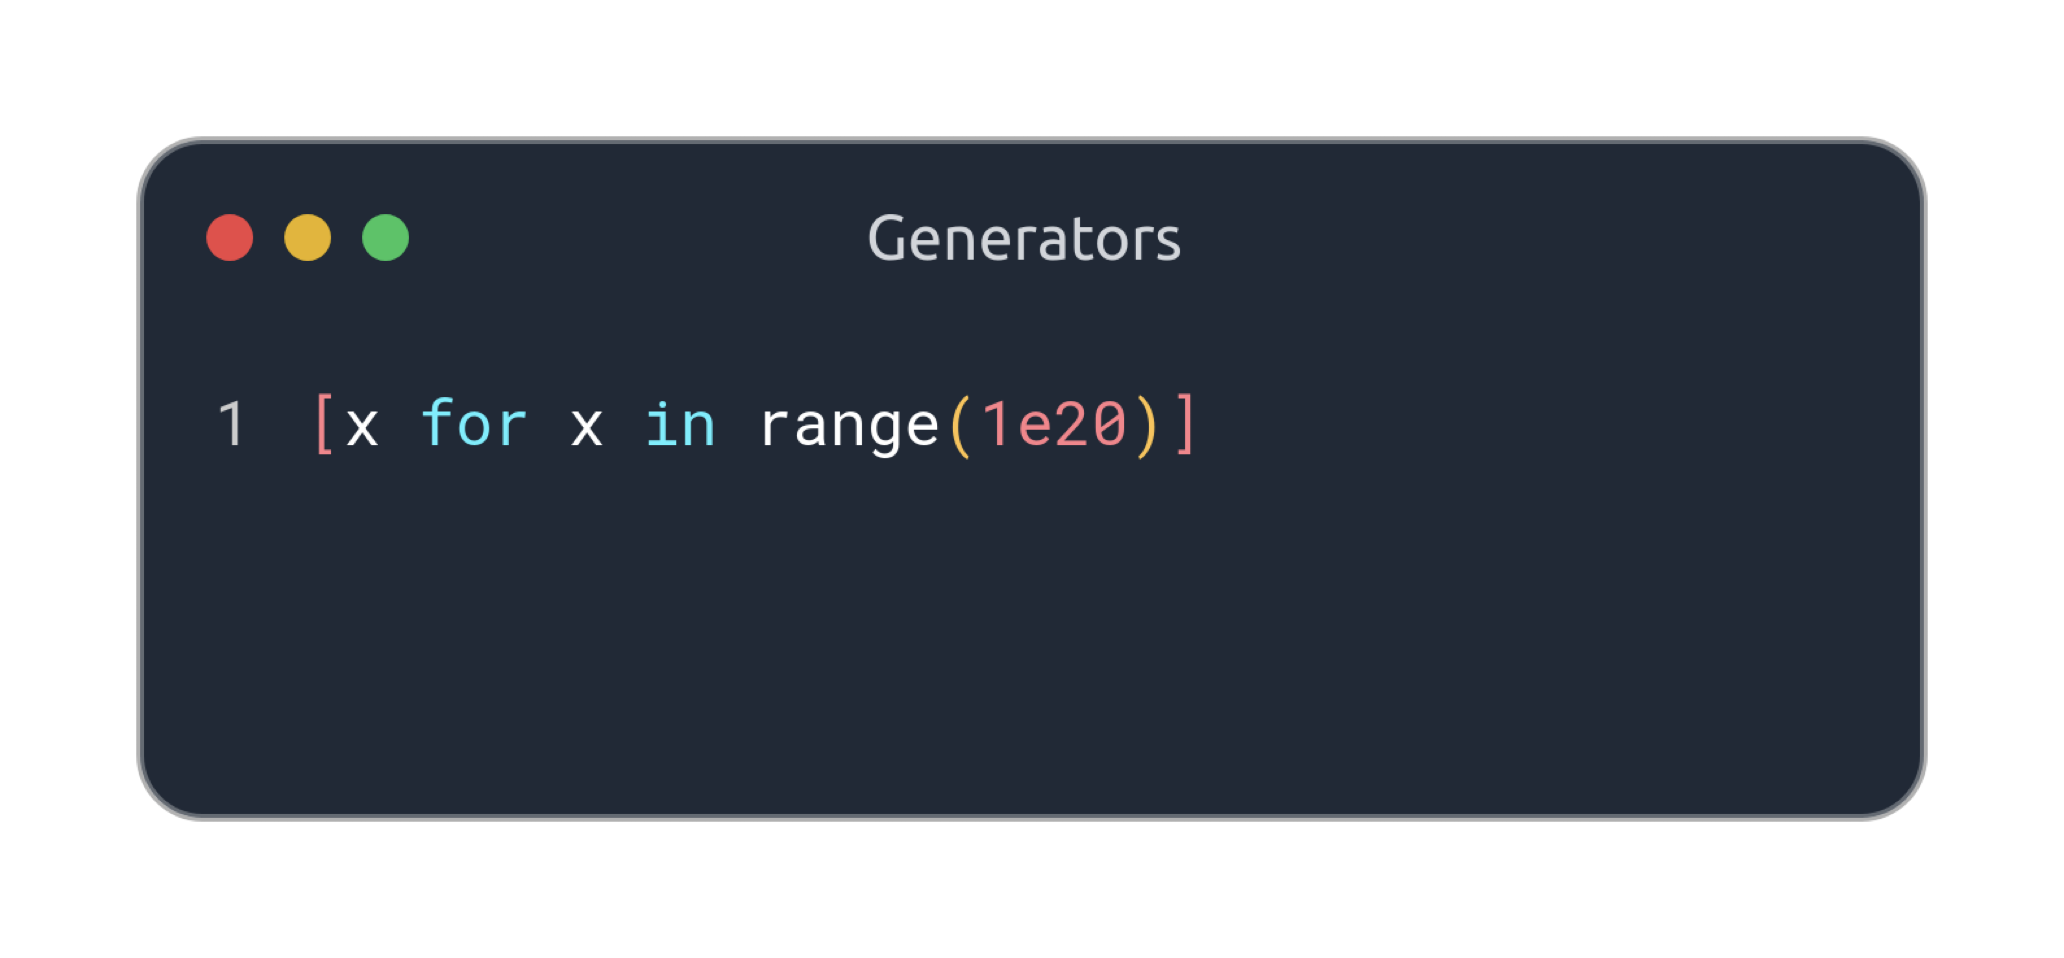 Generators
1 [x for x in range(1e20)]